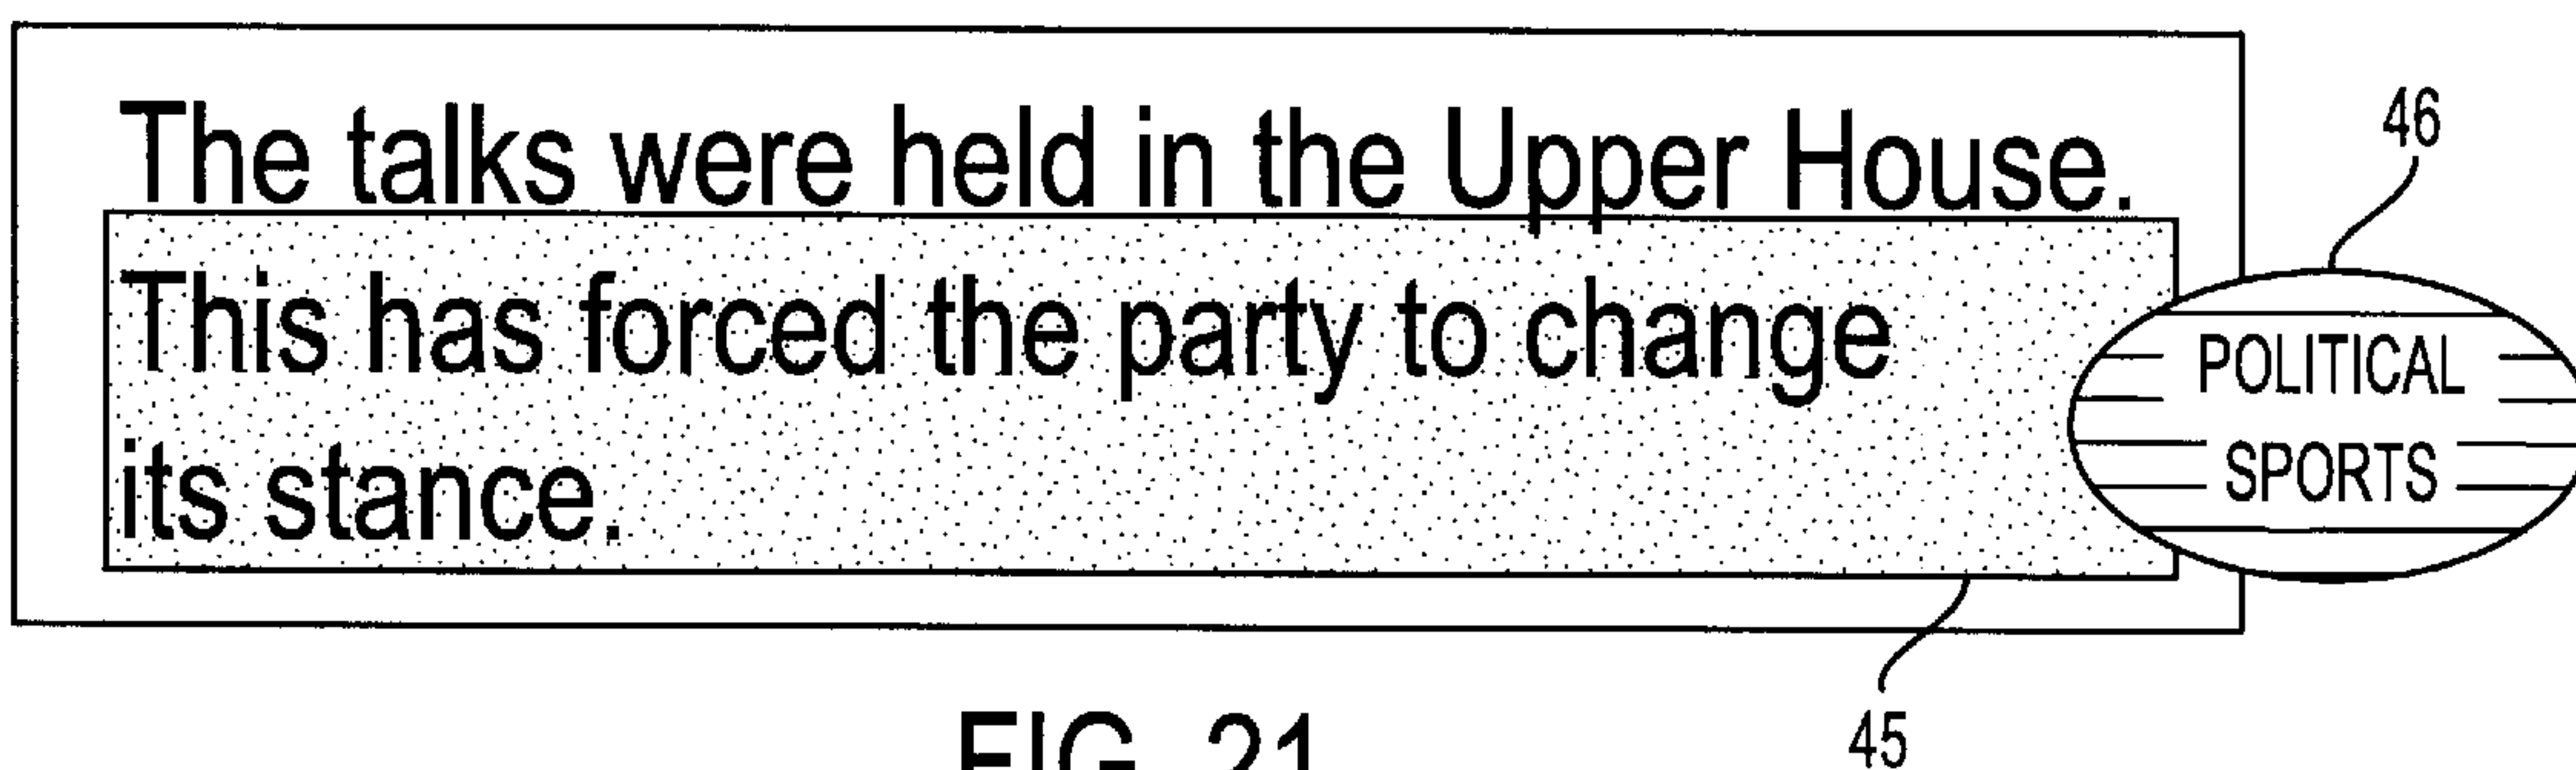 The talks were held in the Upper House.
46
This has forced the party to change
POLITICAL
its stance.
SPORTS
45
FIG. 21